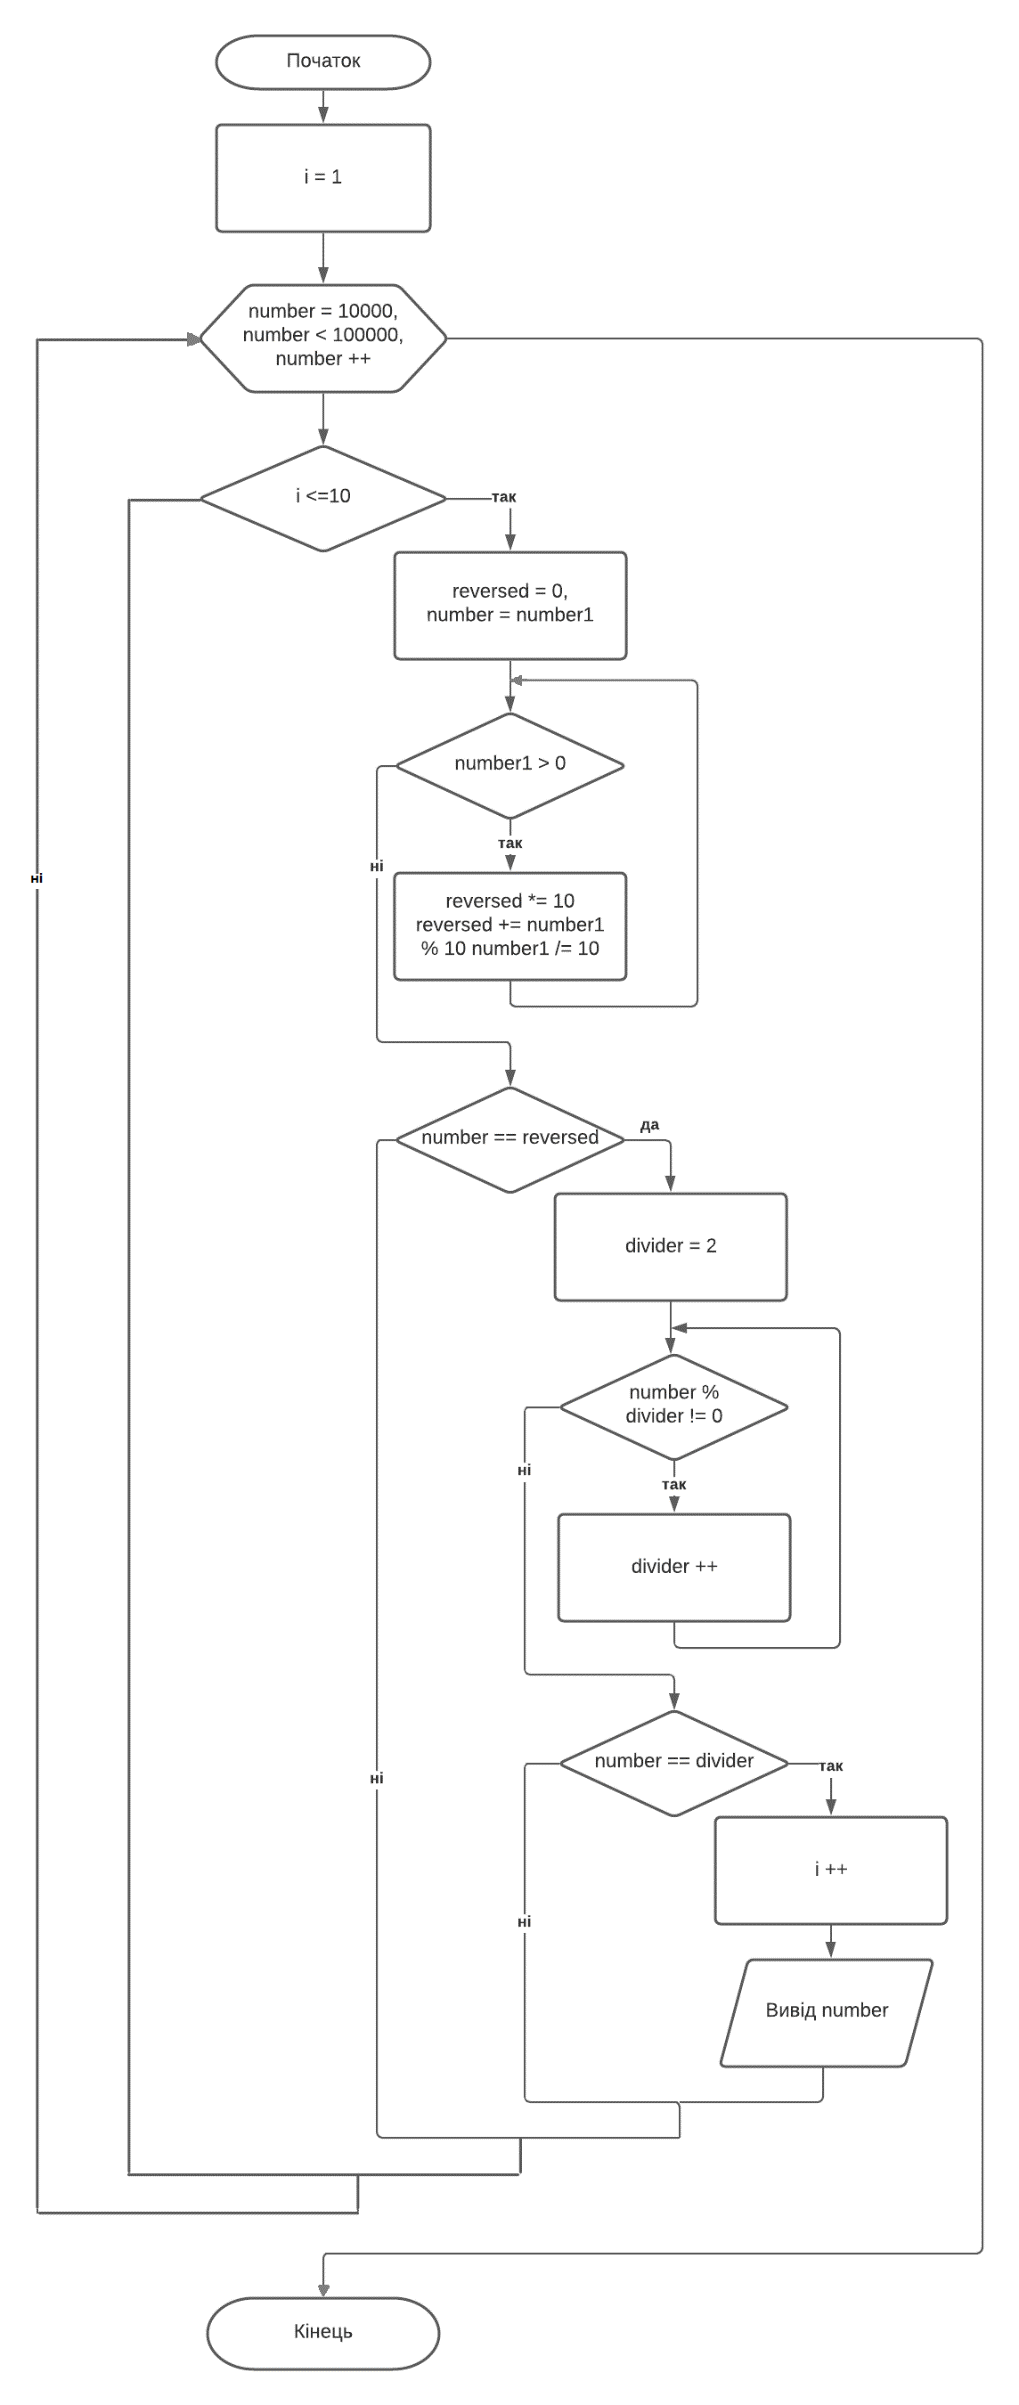 Початок
i = 1
number = 10000,
number < 100000,
number ++
i <=10
так
reversed = 0,
number = number1
number1 > 0
так
ні
ні
reversed *= 10
reversed += number1
% 10 number1 /= 10
number == reversed
да
divider = 2
number %
divider != 0
ні
так
divider ++
number == divider
так
ні
i ++
ні
Вивід number
Кінець